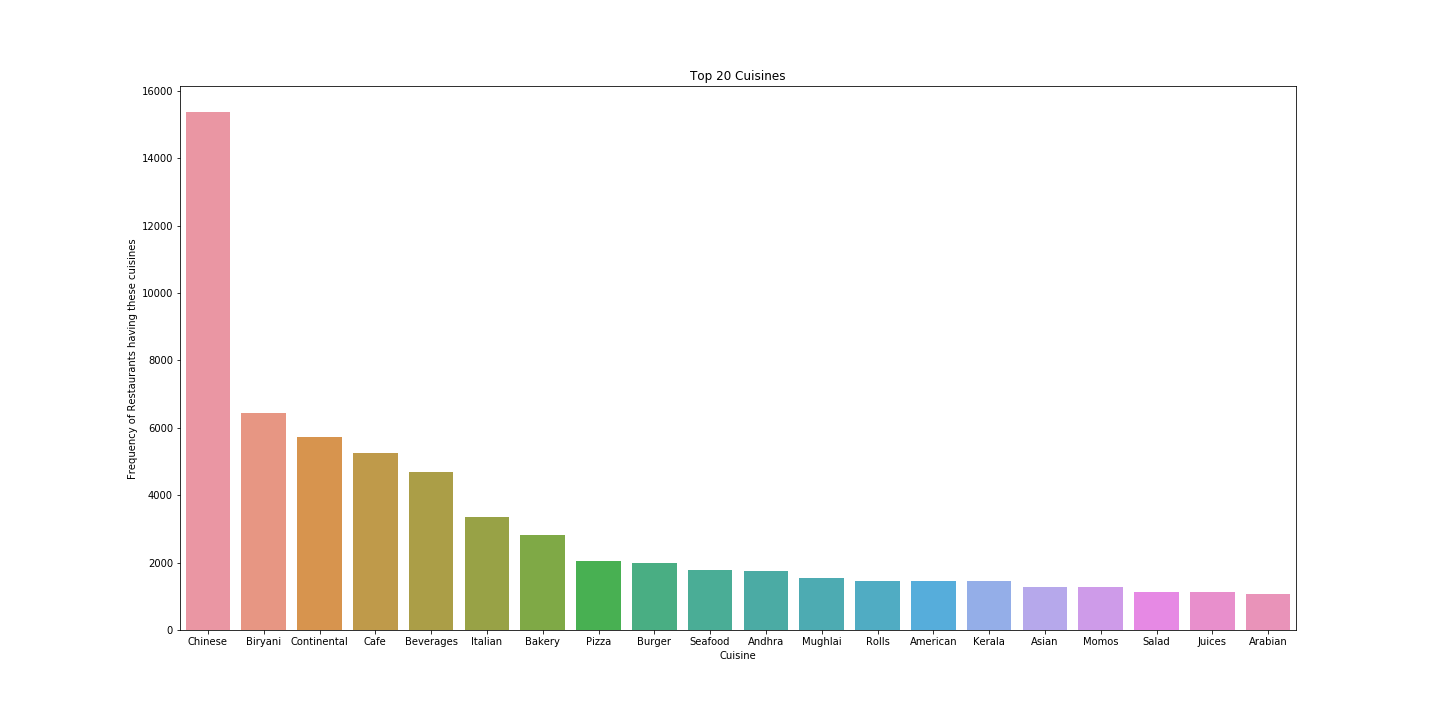 Top 20 Cuisines
16000
14000
12000
10000
8000
6000
4000
2000
0
Frequency of Restaurants having these cuisines
Chinese Biryani Continental Cafe Beverages Italian Bakery Pizza Burger Seafood Andhra Mughlai Rolls American Kerala Asian Momos Salad Juices Arabian
Cuisine